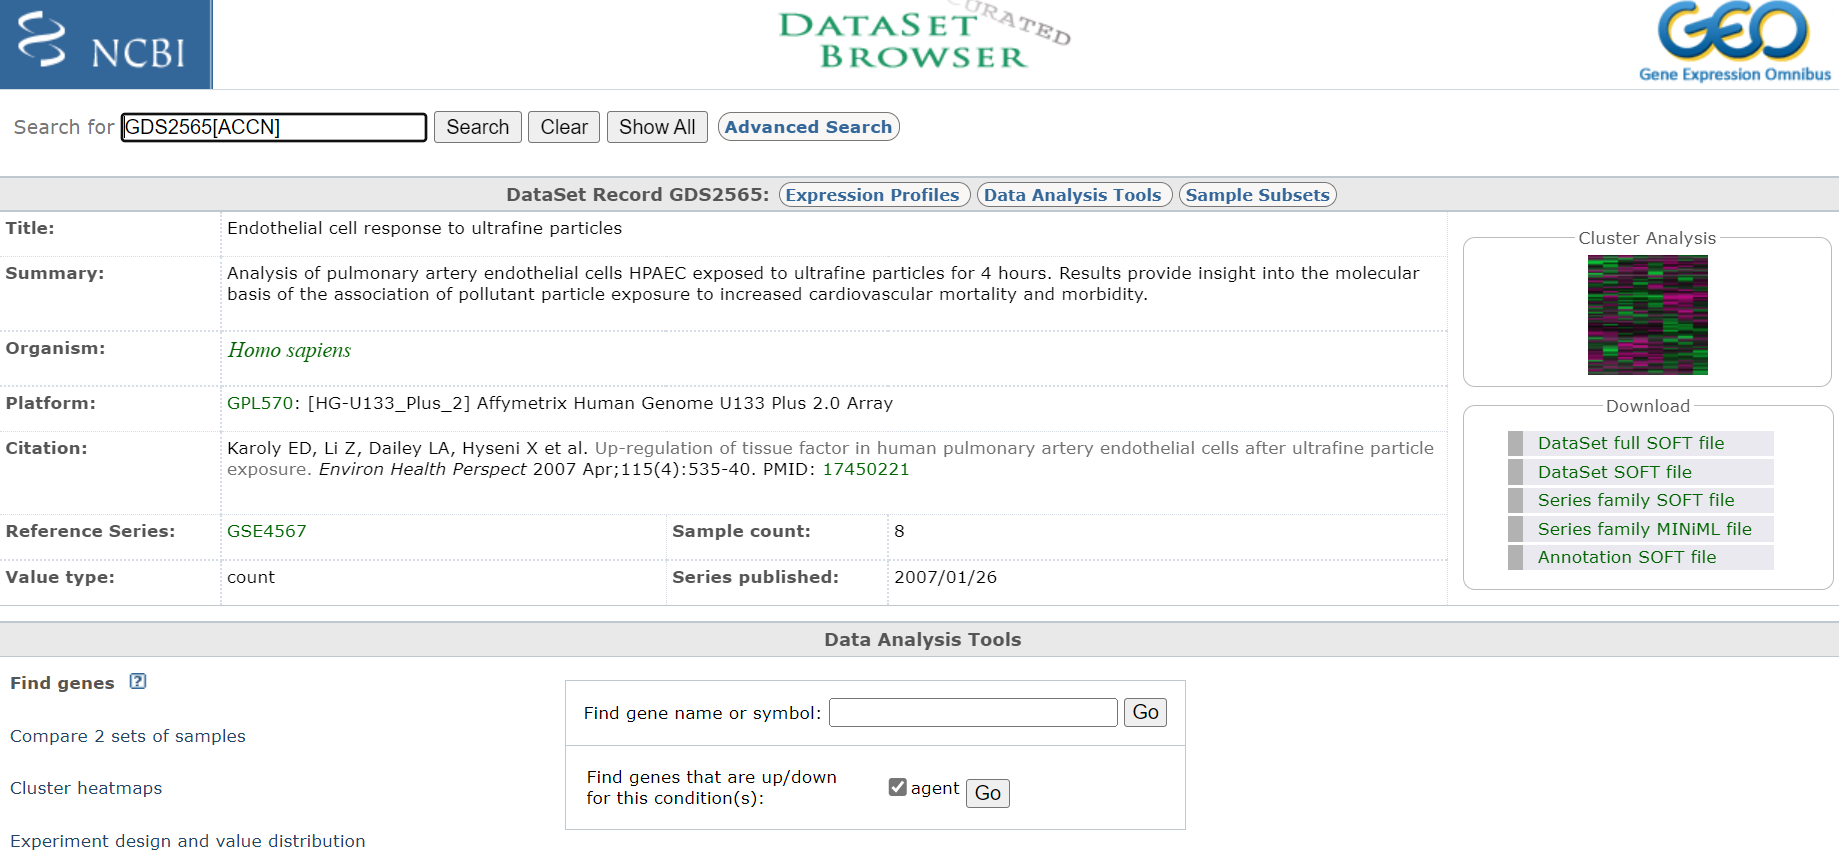 NCBI
CURATED
DATASET
BROWSER
GEO
Gene Expression Omnibus
Search for GDS2565[ACCN] Search Clear Show All Advanced Search
DataSet Record GDS2565: Expression Profiles Data Analysis Tools Sample Subsets
Title: Endothelial cell response to ultrafine particles
Summary: Analysis of pulmonary artery endothelial cells HPAEC exposed to ultrafine particles for 4 hours. Results provide insight into the molecular
basis of the association of pollutant particle exposure to increased cardiovascular mortality and morbidity.
Organism: Homo sapiens
Platform: GPL570: [HG-U133_Plus_2] Affymetrix Human Genome U133 Plus 2.0 Array
Citation: Karoly ED, Li Z, Dailey LA, Hyseni X et al. Up-regulation of tissue factor in human pulmonary artery endothelial cells after ultrafine particle
exposure. Environ Health Perspect 2007 Apr;115(4):535-40. PMID: 17450221
Reference Series: GSE4567 Sample count: 8
Value type: count Series published: 2007/01/26
Cluster Analysis
Download
DataSet full SOFT file
DataSet SOFT file
Series family SOFT file
Series family MINiML file
Annotation SOFT file
Data Analysis Tools
Find genes ?
Compare 2 sets of samples
Cluster heatmaps
Experiment design and value distribution
Find gene name or symbol: Go
Find genes that are up/down
for this condition(s): agent Go